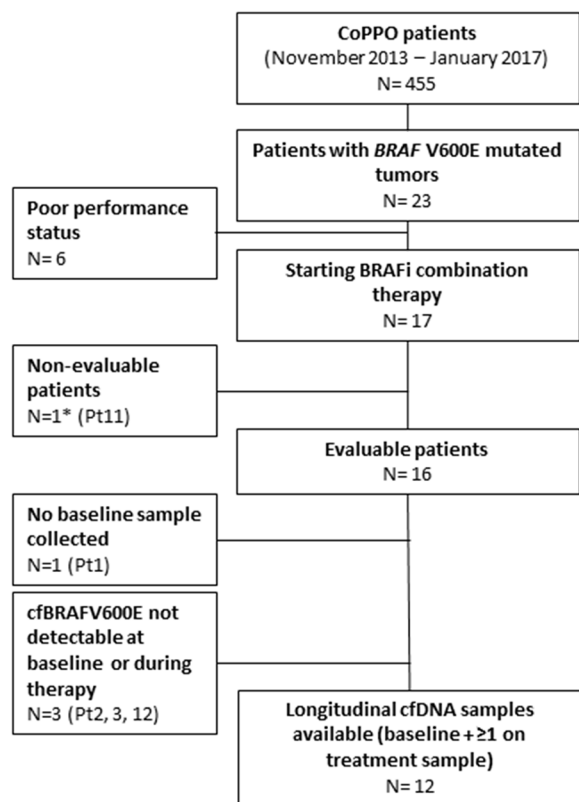 CoPPO patients
(November 2013 – January 2017)
N= 455
Patients with BRAF V600E mutated
tumors
N= 23
Poor performance
status
N= 6
Starting BRAFi combination
therapy
N= 17
Non-evaluable
patients
N=1* (Pt11)
Evaluable patients
N= 16
No baseline sample
collected
N=1 (Pt1)
cfBRAFV600E not
detectable at
baseline or during
therapy
N=3 (Pt2, 3, 12)
Longitudinal cfDNA samples
available (baseline + ≥1 on
treatment sample)
N= 12